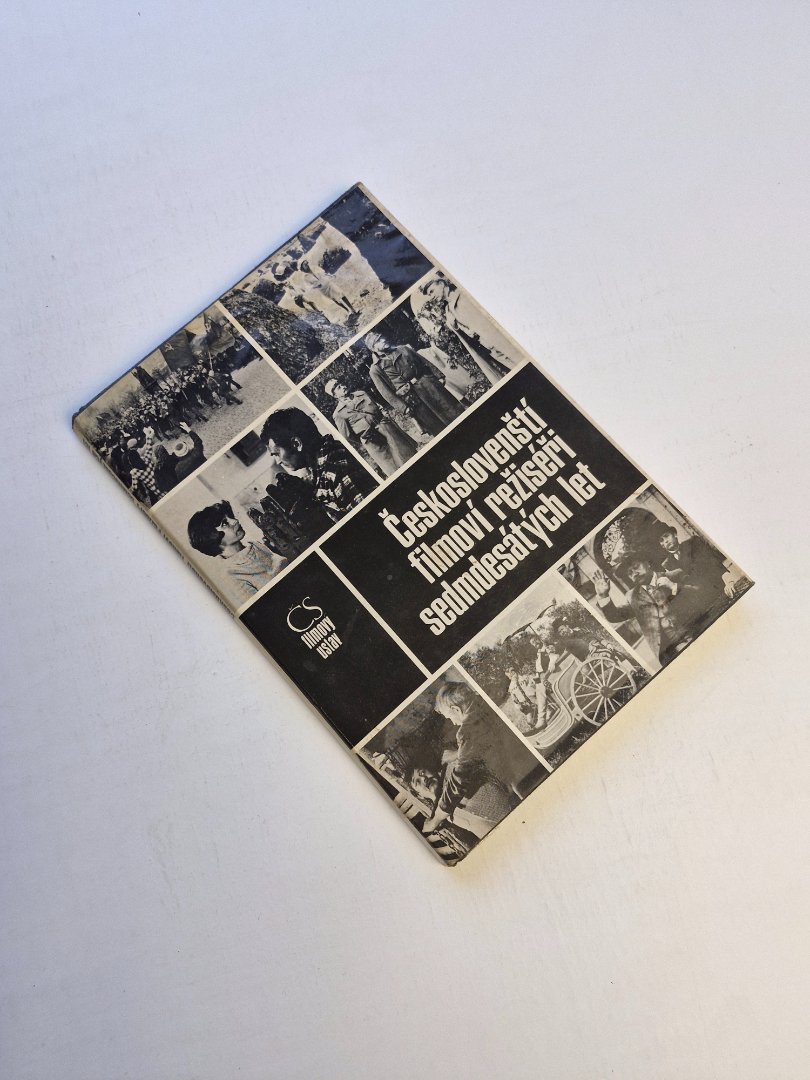 Českoslovenští
filmoví režiséři
sedmdesátých let
ČS
filmový
ústav